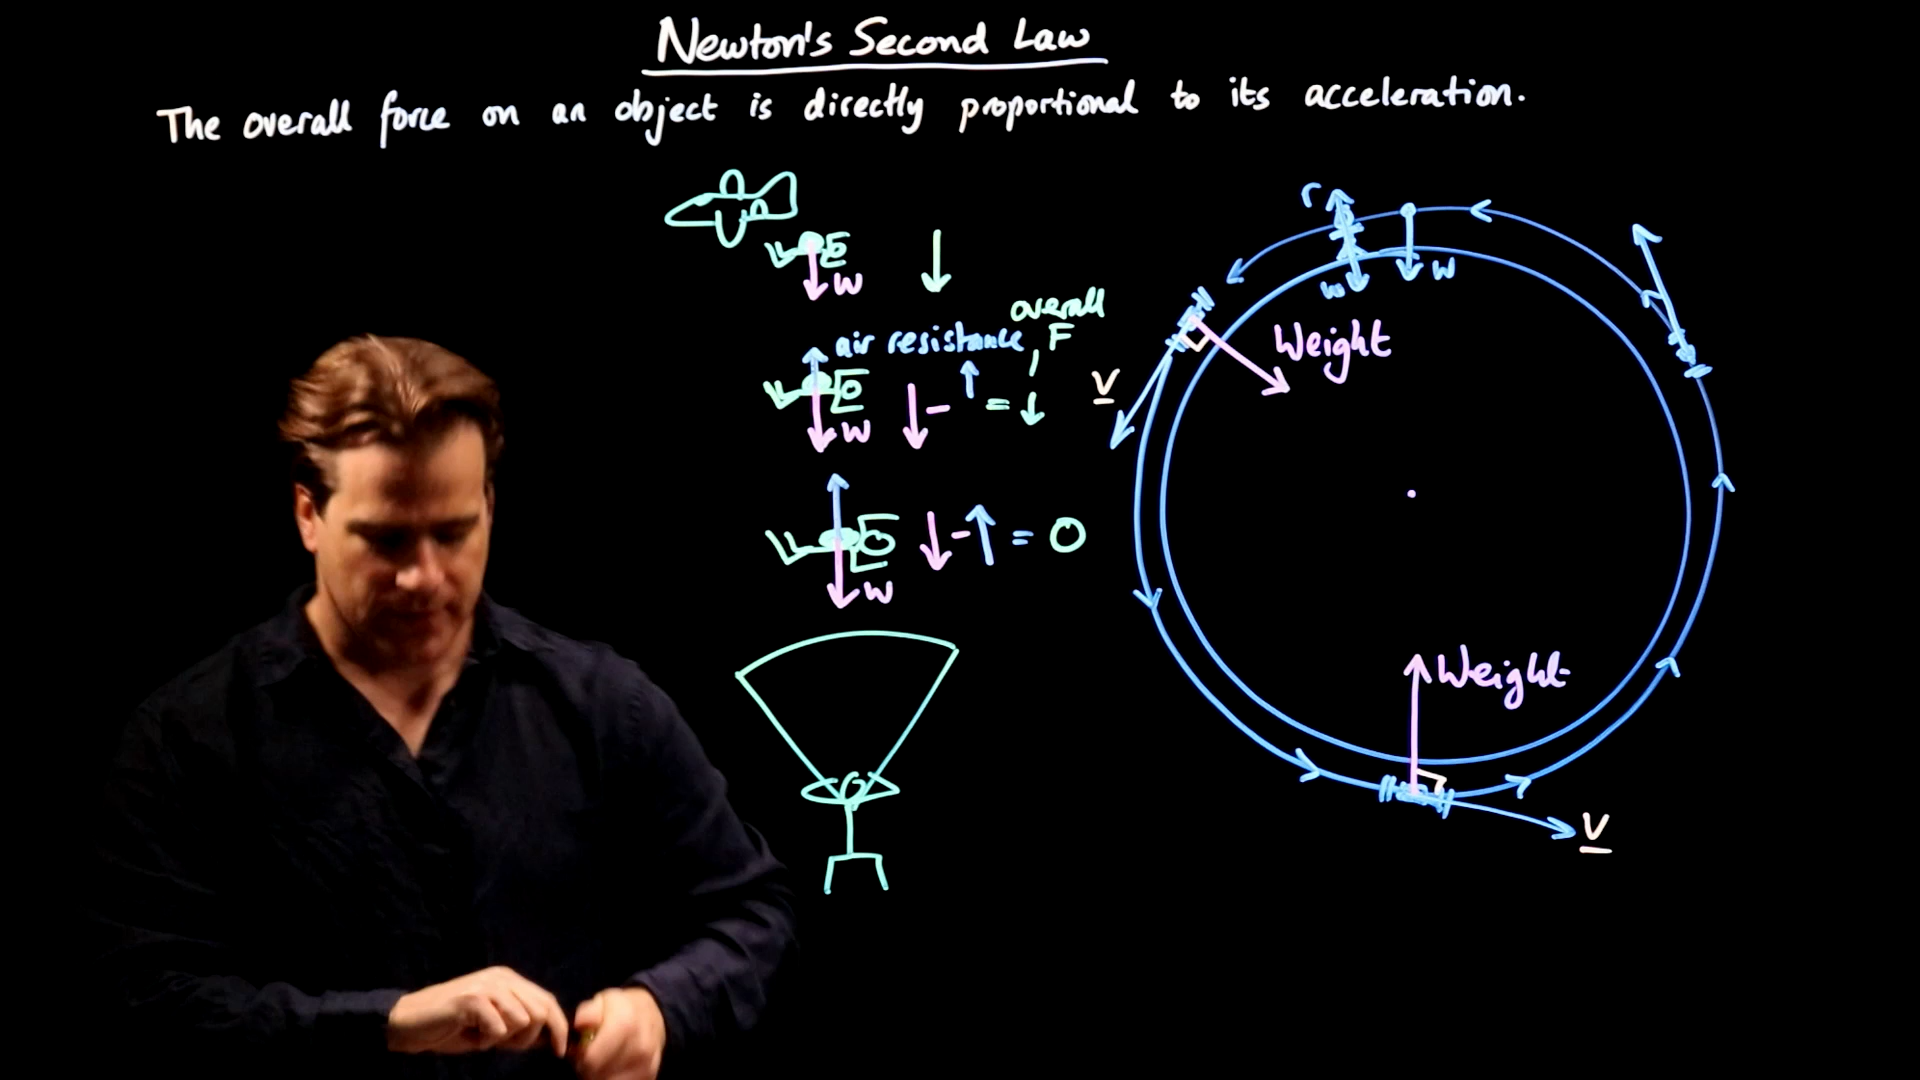 Newton's Second Law
The overall force on an object is directly proportional to its acceleration.
W
overall
air resistance, F
W
=
W
= 0
r
W
W
Weight
V
Weight
V